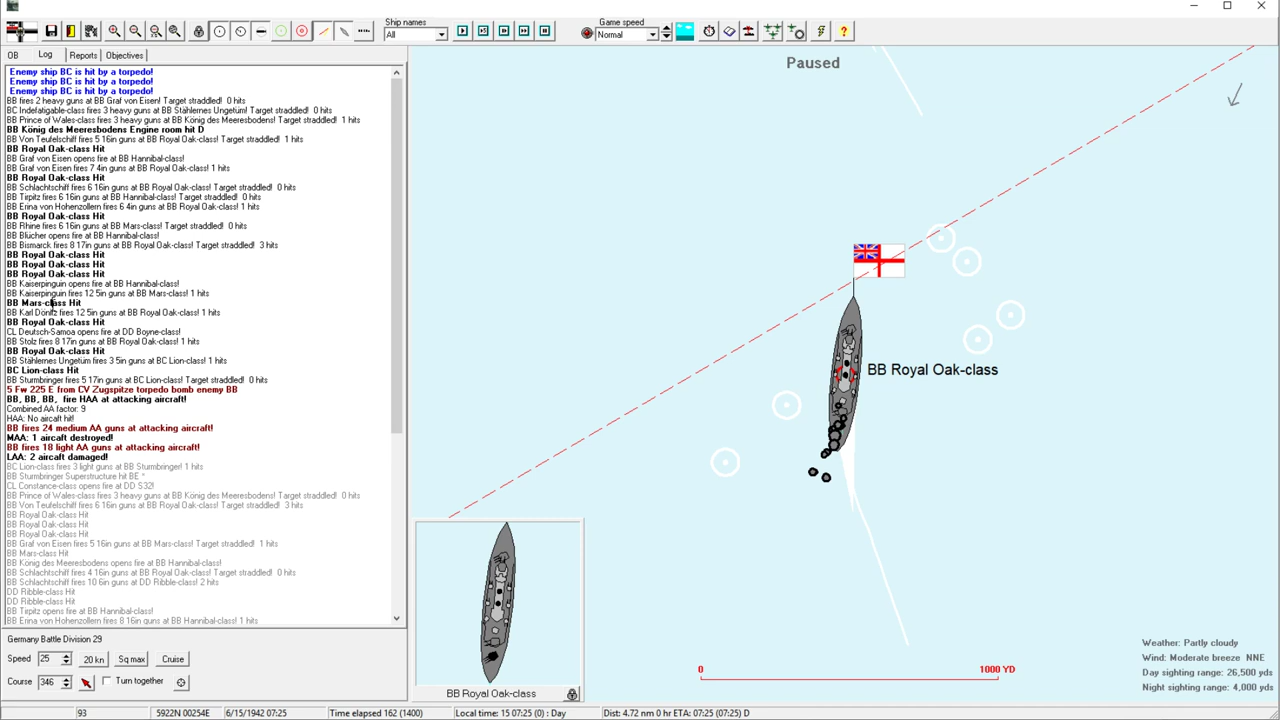 Ship names
Game speed
All
Normal
OB
Log
Reports
Objectives
Enemy ship BC is hit by a torpedo!
Enemy ship BC is hit by a torpedo!
Enemy ship BC is hit by a torpedo!
BB fires 2 heavy guns at BB Graf von Eisen! Target straddled!  0 hits
BC Indefatigable-class fires 3 heavy guns at BB Stählernes Ungetüm! Target straddled!  0 hits
BB Prince of Wales-class fires 3 heavy guns at BB König des Meeresbodens! Target straddled!  1 hits
BB König des Meeresbodens Engine room hit D
BB Von Teufelschiff fires 5 16in guns at BB Royal Oak-class! Target straddled!  1 hits
BB Royal Oak-class Hit
BB Graf von Eisen opens fire at BB Hannibal-class!
BB Graf von Eisen fires 7 4in guns at BB Royal Oak-class! 1 hits
BB Royal Oak-class Hit
BB Schlachtschiff fires 6 16in guns at BB Royal Oak-class! Target straddled!  0 hits
BB Tirpitz fires 6 16in guns at BB Hannibal-class! Target straddled!  0 hits
BB Erina von Hohenzollern fires 6 4in guns at BB Royal Oak-class! 1 hits
BB Royal Oak-class Hit
BB Rhine fires 6 16in guns at BB Mars-class! Target straddled!  0 hits
BB Blücher opens fire at BB Hannibal-class!
BB Bismarck fires 8 17in guns at BB Royal Oak-class! Target straddled!  3 hits
BB Royal Oak-class Hit
BB Royal Oak-class Hit
BB Royal Oak-class Hit
BB Kaiserpinguin opens fire at BB Hannibal-class!
BB Kaiserpinguin fires 12 5in guns at BB Mars-class! 1 hits
BB Mars-class Hit
BB Karl Dönitz fires 12 5in guns at BB Royal Oak-class! 1 hits
BB Royal Oak-class Hit
CL Deutsch-Samoa opens fire at DD Boyne-class!
BB Stolz fires 8 17in guns at BB Royal Oak-class! 1 hits
BB Royal Oak-class Hit
BB Stählernes Ungetüm fires 3 5in guns at BC Lion-class! 1 hits
BC Lion-class Hit
BB Sturmbringer fires 5 17in guns at BC Lion-class! Target straddled!  0 hits
5 Fw 225 E from CV Zugspitze torpedo bomb enemy BB
BB, BB, BB,  fire HAA at attacking aircraft!
Combined AA factor: 9
HAA: No aircaft hit!
BB fires 24 medium AA guns at attacking aircraft!
MAA: 1 aircaft destroyed!
BB fires 18 light AA guns at attacking aircraft!
LAA: 2 aircaft damaged!
BC Lion-class fires 3 light guns at BB Sturmbringer! 1 hits
BB Sturmbringer Superstructure hit BE *
CL Constance-class opens fire at DD S32!
BB Prince of Wales-class fires 3 heavy guns at BB König des Meeresbodens! Target straddled!  0 hits
BB Von Teufelschiff fires 6 16in guns at BB Royal Oak-class! Target straddled!  3 hits
BB Royal Oak-class Hit
BB Royal Oak-class Hit
BB Royal Oak-class Hit
BB Graf von Eisen fires 5 16in guns at BB Mars-class! Target straddled!  1 hits
BB Mars-class Hit
BB König des Meeresbodens opens fire at BB Hannibal-class!
BB Schlachtschiff fires 4 16in guns at BB Royal Oak-class! Target straddled!  0 hits
BB Schlachtschiff fires 10 6in guns at DD Ribble-class! 2 hits
DD Ribble-class Hit
DD Ribble-class Hit
BB Tirpitz opens fire at BB Hannibal-class!
BB Erina von Hohenzollern fires 8 16in guns at BB Hannibal-class! 1 hits
Germany Battle Division 29
Speed
25
20 kn
Sq max
Cruise
Course
346
Turn together
Paused
BB Royal Oak-class
BB Royal Oak-class
0
1000 YD
Weather: Partly cloudy
Wind: Moderate breeze  NNE
Day sighting range: 26,500 yds
Night sighting range: 4,000 yds
93
5922N 00254E
6/15/1942 07:25
Time elapsed 162 (1400)
Local time: 15 07:25 (0) : Day
Dist: 4.72 nm 0 hr ETA: 07:25 (07:25) D